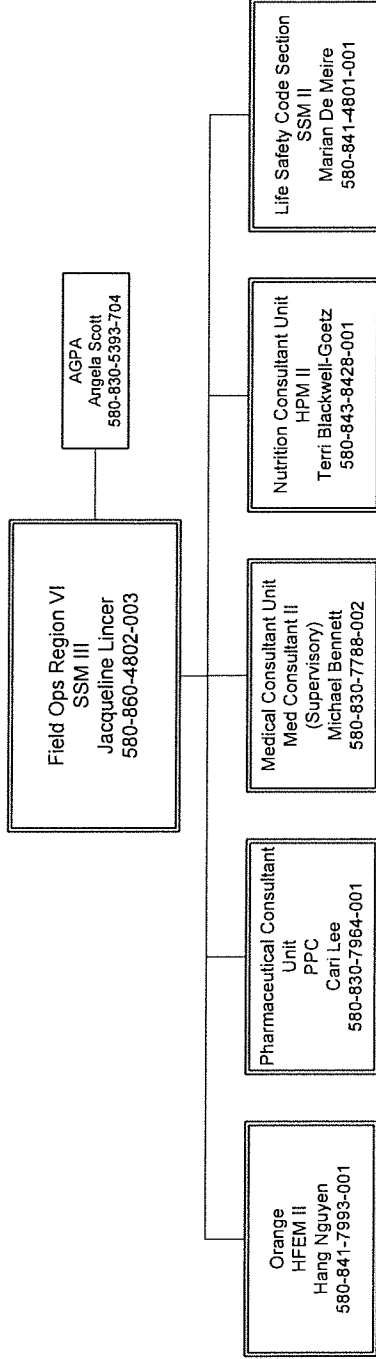 Field Ops Region VI
SSM III
Jacqueline Lincer
580-860-4802-003
AGPA
Angela Scott
580-830-5393-704
Orange
HFEM II
Hang Nguyen
580-841-7993-001
Pharmaceutical Consultant
Unit
PPC
Cari Lee
580-830-7964-001
Medical Consultant Unit
Med Consultant II
(Supervisory)
Michael Bennett
580-830-7788-002
Nutrition Consultant Unit
HPM II
Terri Blackwell-Goetz
580-843-8428-001
Life Safety Code Section
SSM II
Marian De Meire
580-841-4801-001